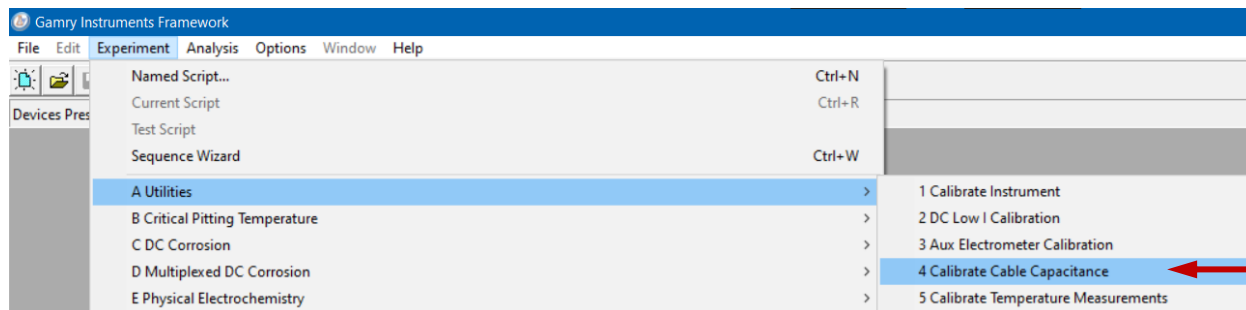 Gamry Instruments Framework
File Edit Experiment Analysis Options Window Help
Named Script... Ctrl+N
Current Script Ctrl+R
Devices Pres
Test Script
Sequence Wizard Ctrl+W
A Utilities > 1 Calibrate Instrument
B Critical Pitting Temperature > 2 DC Low I Calibration
C DC Corrosion > 3 Aux Electrometer Calibration
D Multiplexed DC Corrosion > 4 Calibrate Cable Capacitance
E Physical Electrochemistry > 5 Calibrate Temperature Measurements